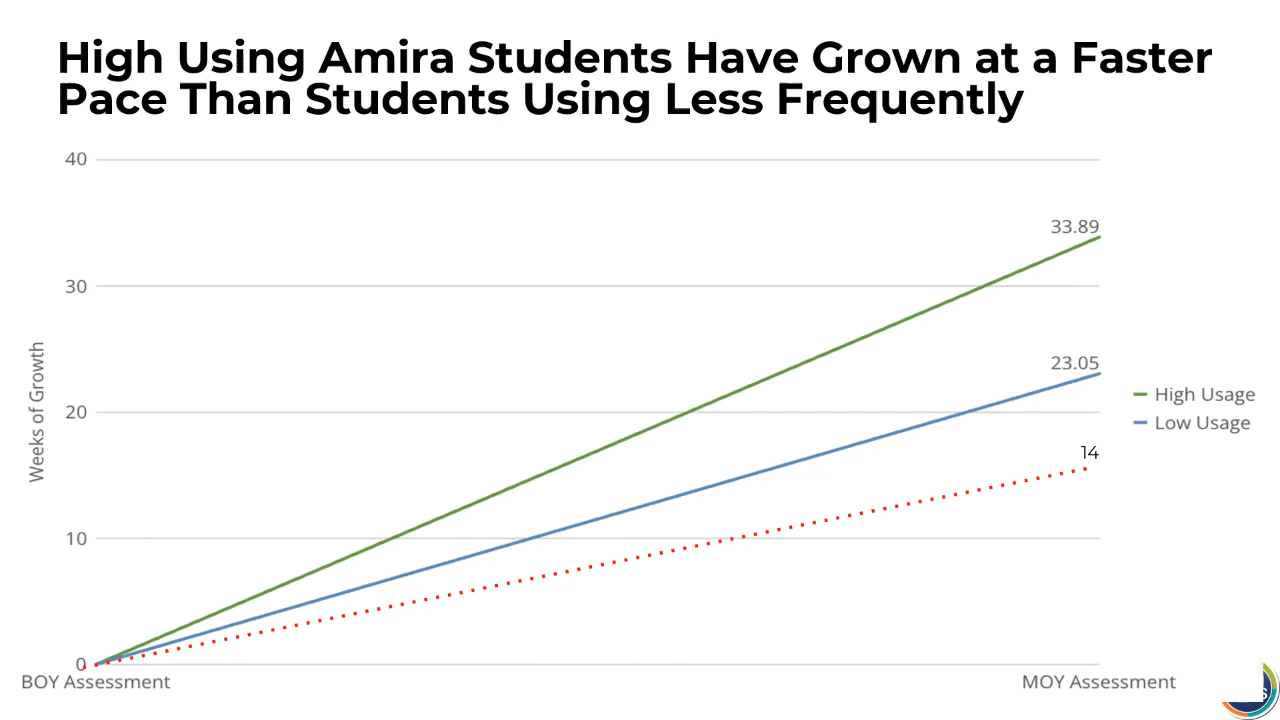 High Using Amira Students Have Grown at a Faster
Pace Than Students Using Less Frequently
40
33.89
30
23.05
High Usage
20
Low Usage
14
Weeks of Growth
10
0
BOY Assessment
MOY Assessment
S